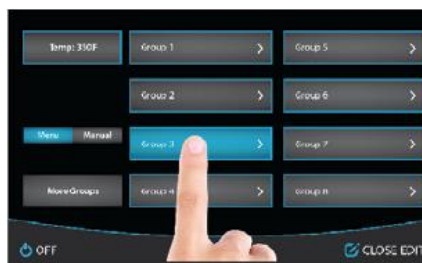 Temp: 350F
Group 1
Group 5
Group 2
Group 6
Menu
Manual
Group 3
Group 7
Move Groups
Group 4
Group 8
OFF
CLOSE EDIT